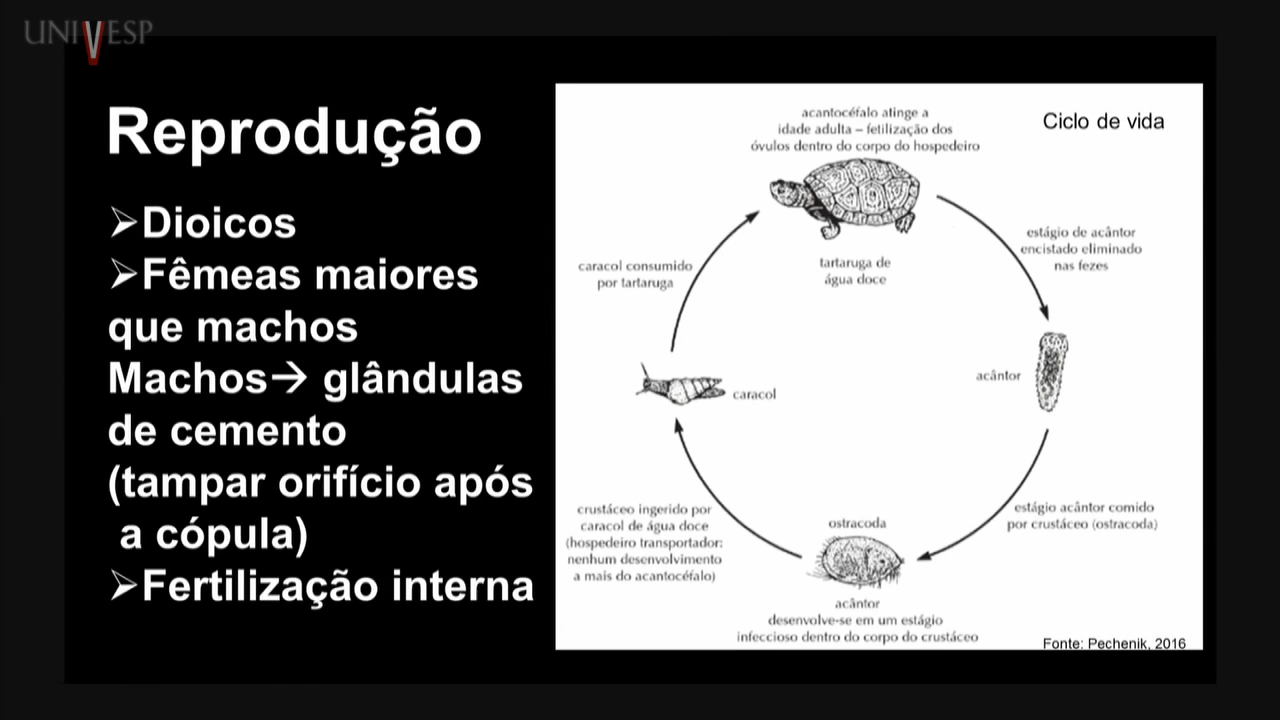 UNIVESP
Reprodução
➢Dioicos
➢Fêmeas maiores
que machos
Machos→ glândulas
de cemento
(tampar orifício após
a cópula)
➢Fertilização interna
Ciclo de vida
acantocéfalo atinge a
idade adulta – fetilização dos
óvulos dentro do corpo do hospedeiro
tartaruga de
água doce
estágio de acântor
encistado eliminado
nas fezes
acântor
estágio acântor comido
por crustáceo (ostracoda)
ostracoda
acântor
desenvolve-se em um estágio
infeccioso dentro do corpo do crustáceo
crustáceo ingerido por
caracol de água doce
(hospedeiro transportador:
nenhum desenvolvimento
a mais do acantocéfalo)
caracol
caracol consumido
por tartaruga
Fonte: Pechenik, 2016